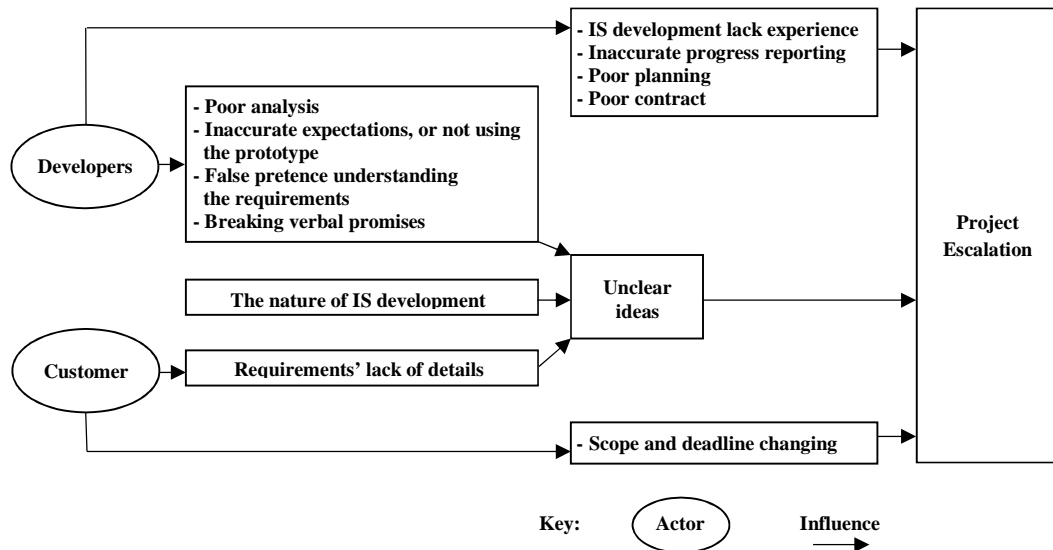 - IS development lack experience
- Inaccurate progress reporting
- Poor planning
- Poor contract
- Poor analysis
- Inaccurate expectations, or not using
the prototype
- False pretence understanding
the requirements
- Breaking verbal promises
Developers
Project
Escalation
The nature of IS development
Unclear
ideas
Customer
Requirements’ lack of details
- Scope and deadline changing
Key:
Actor
Influence